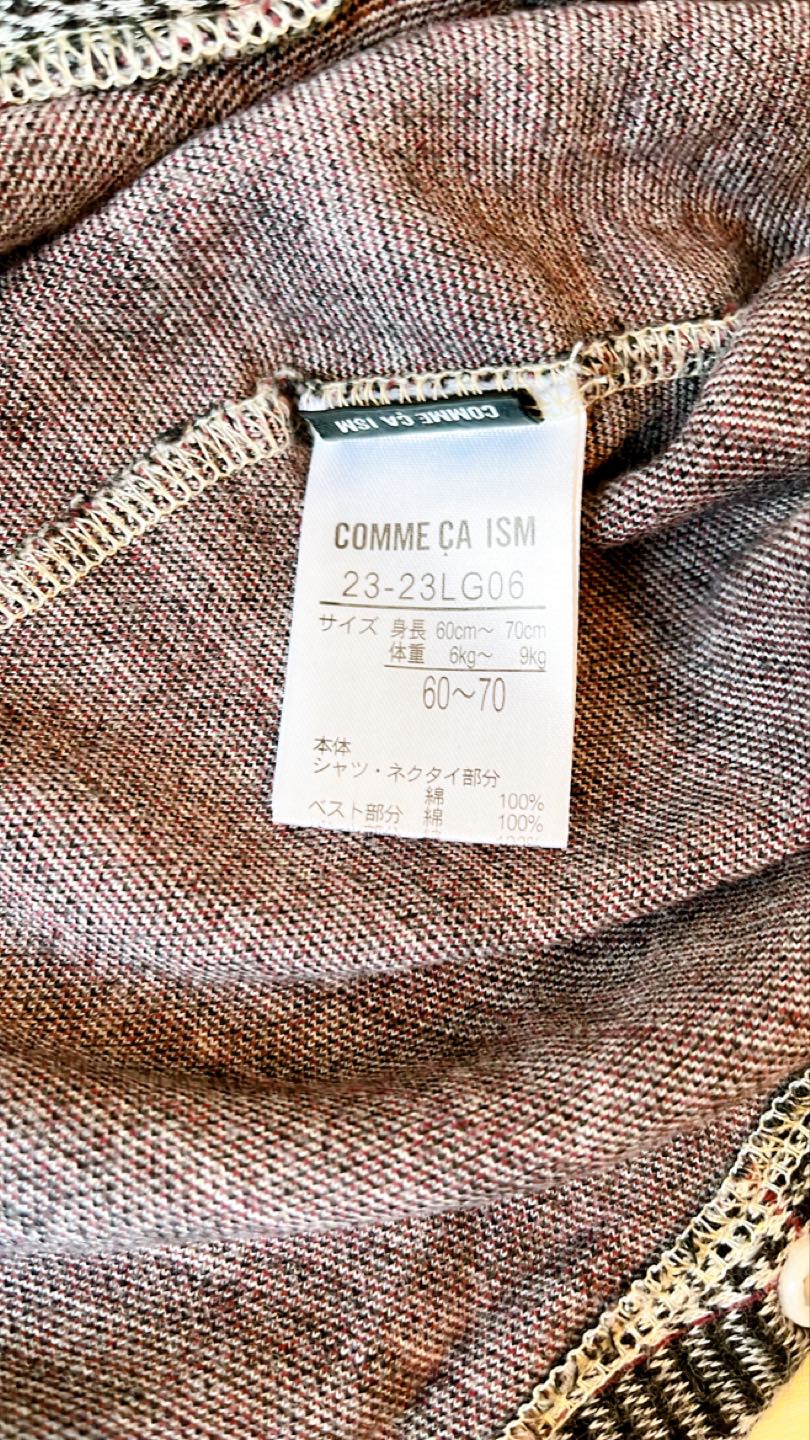 COMME ÇA ISM
COMME ÇA ISM
23-23LG06
サイズ 身長 60cm～ 70cm
体重 6kg～ 9kg
60～70
本体
シャツ・ネクタイ部分
綿 100%
ベスト部分 綿 100%